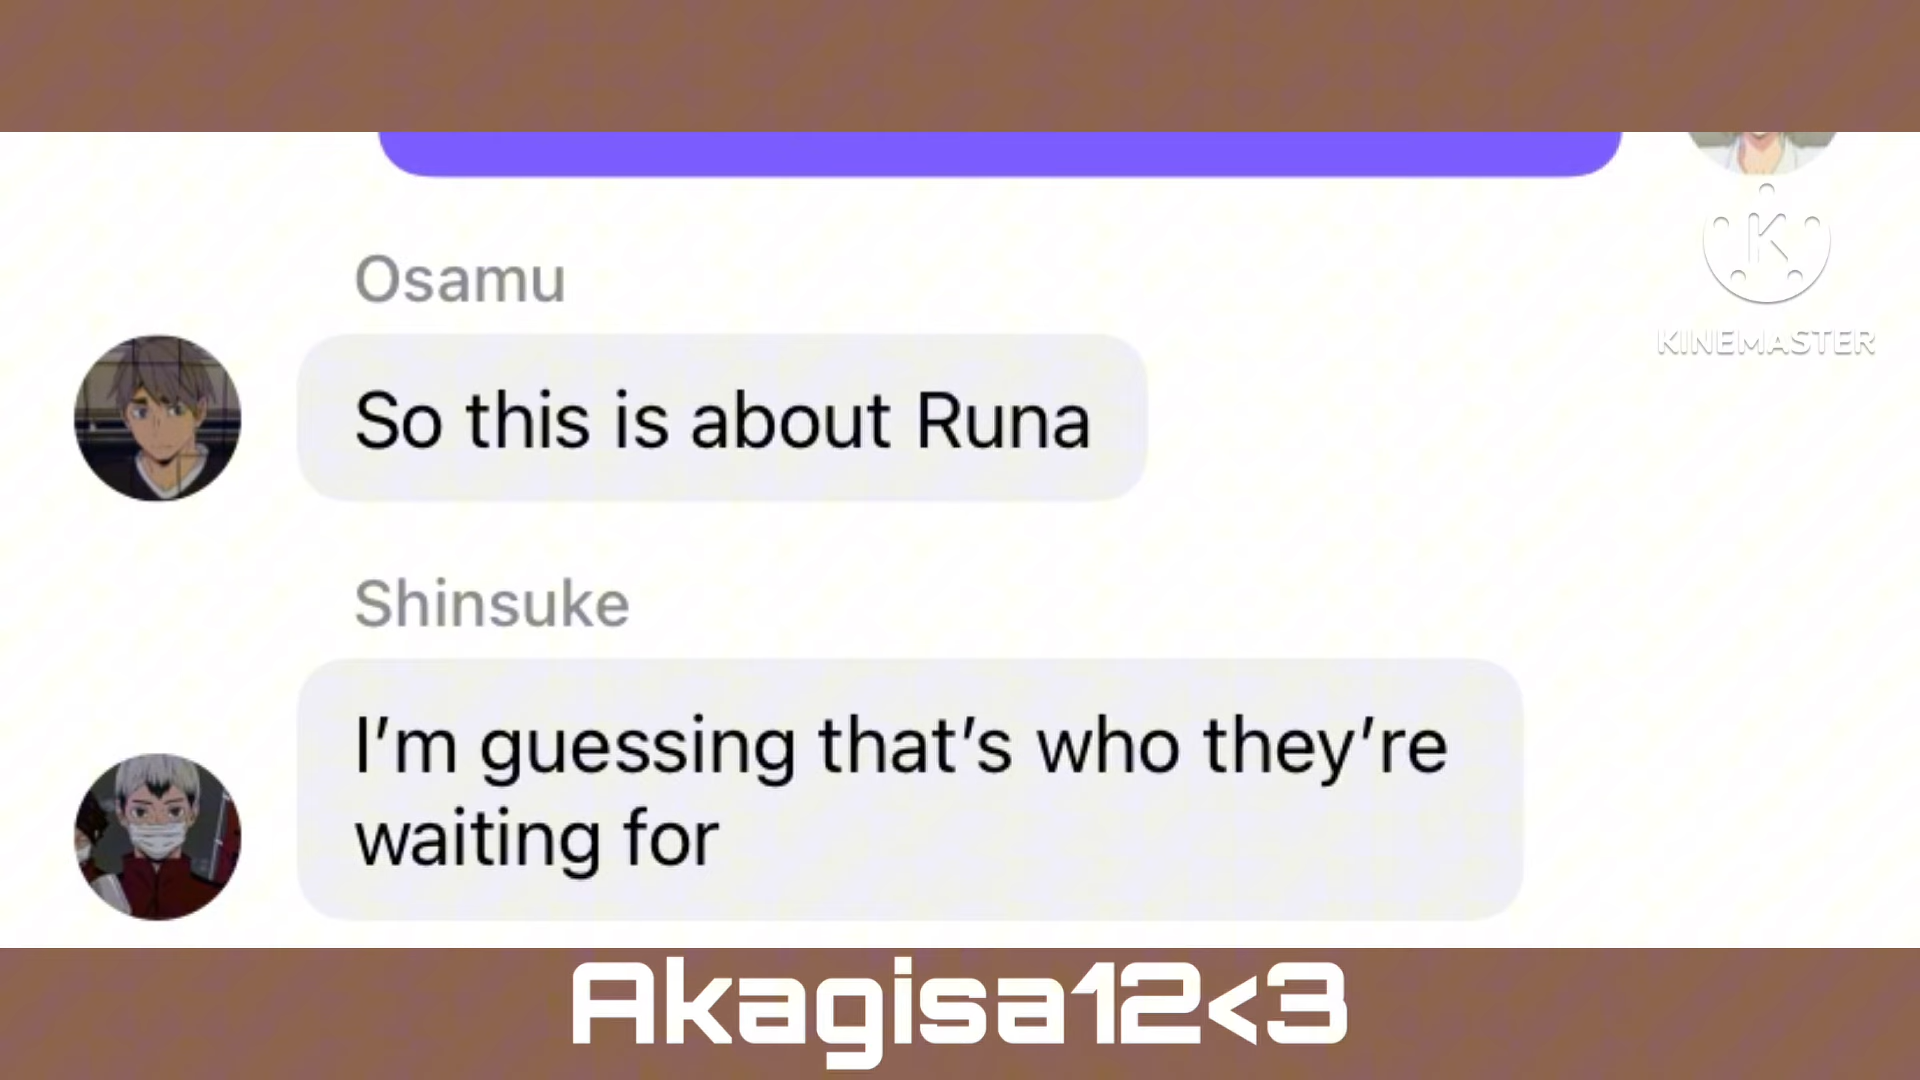 Osamu
So this is about Runa
K
KINEMASTER
Shinsuke
I’m guessing that’s who they’re
waiting for
Akagisa12<3